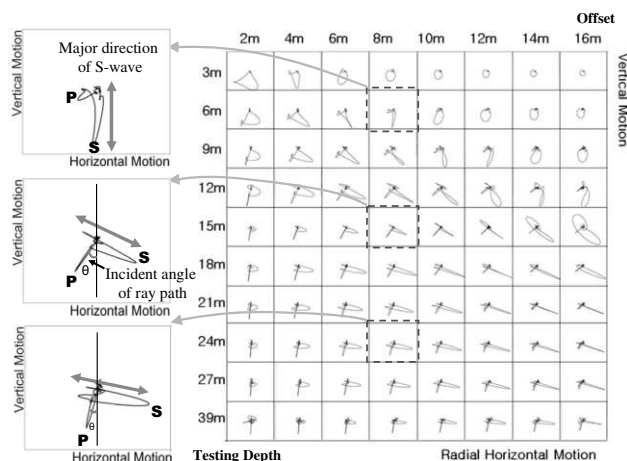 Offset
2m 4m 6m 8m 10m 12m 14m 16m
Vertical Motion
Major direction
of S-wave
P
S
Horizontal Motion
Vertical Motion
θ
S
P
Incident angle
of ray path
Horizontal Motion
Vertical Motion
θ
S
P
Horizontal Motion
3m
6m
9m
12m
15m
18m
21m
24m
27m
39m
Vertical Motion
Testing Depth
Radial Horizontal Motion